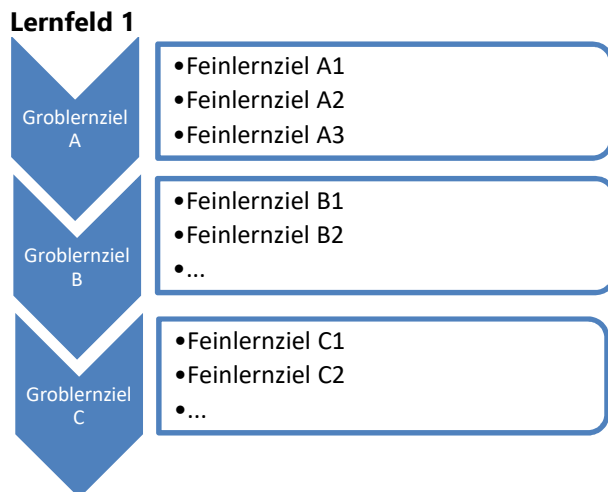 Lernfeld 1
Groblernziel
A
•Feinlernziel A1
•Feinlernziel A2
•Feinlernziel A3
Groblernziel
B
•Feinlernziel B1
•Feinlernziel B2
•...
Groblernziel
C
•Feinlernziel C1
•Feinlernziel C2
•...